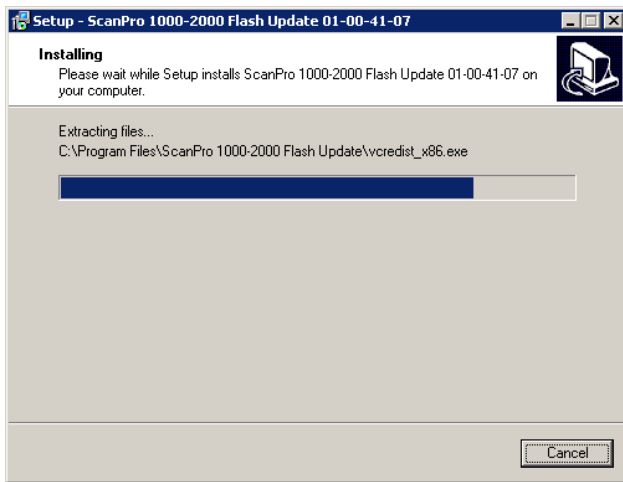 Setup - ScanPro 1000-2000 Flash Update 01-00-41-07
Installing
Please wait while Setup installs ScanPro 1000-2000 Flash Update 01-00-41-07 on
your computer.
Extracting files...
C:\Program Files\ScanPro 1000-2000 Flash Update\vcredist_x86.exe
Cancel